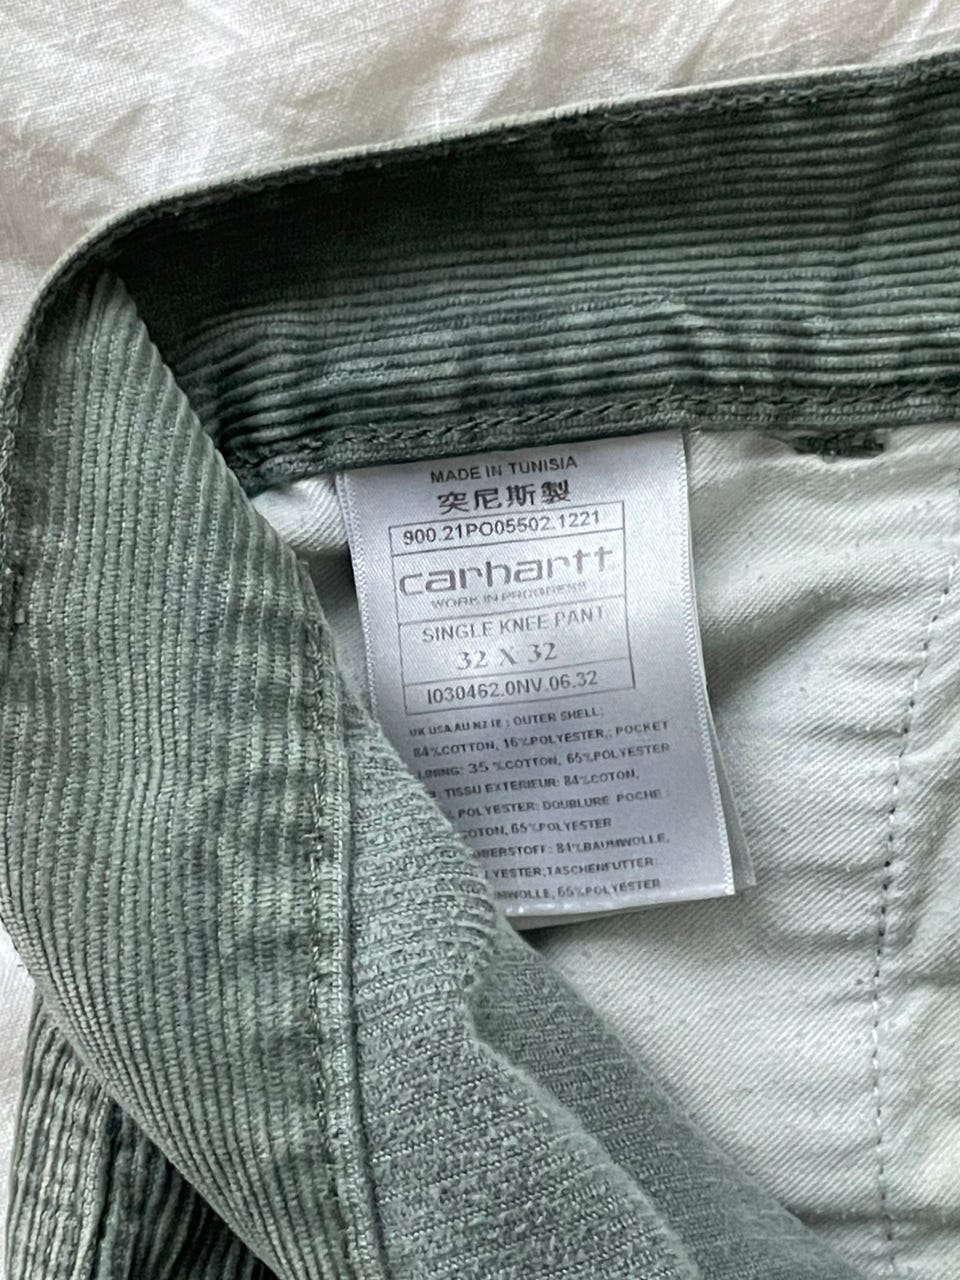 MADE IN TUNISIA
突尼斯製
900.21PO05502.1221
carhartt
WORK IN PROGRESS
SINGLE KNEE PANT
32 X 32
I030462.0NV.06.32
UK USA AU NZ IE : OUTER SHELL:
84%COTTON, 16%POLYESTER,; POCKET
LINING: 35 %COTTON, 65%POLYESTER
TISSU EXTERIEUR: 84%COTON,
POLYESTER; DOUBLURE POCHE :
COTON, 65%POLYESTER
OBERSTOFF: 84%BAUMWOLLE,
LYESTER,TASCHENFUTTER:
MWOLLE, 65%POLYESTER